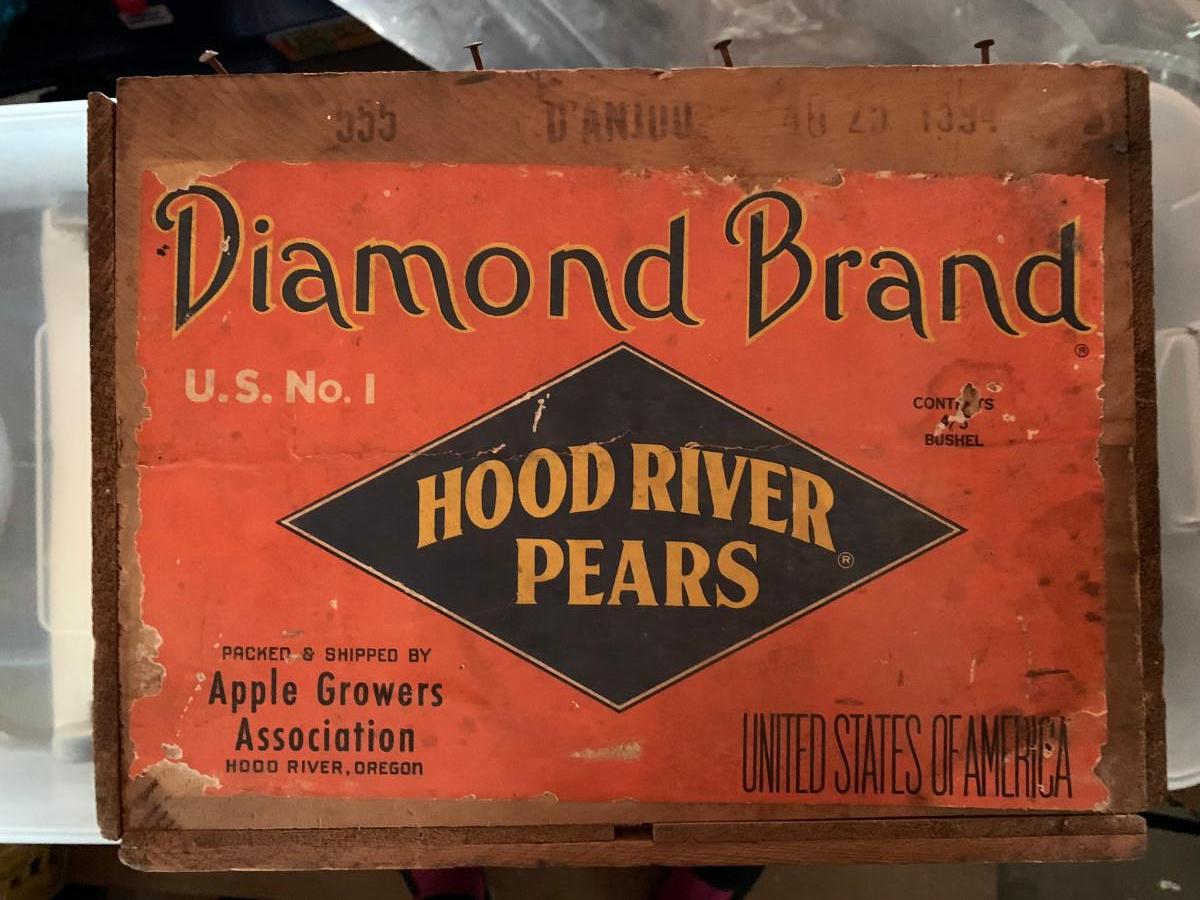 555 D'ANJOU
Diamond Brand
®
U.S. No. 1
BUSHEL
HOOD RIVER
PEARS ®
PACKED & SHIPPED BY
Apple Growers
Association
HOOD RIVER, OREGON
UNITED STATES OF AMERICA